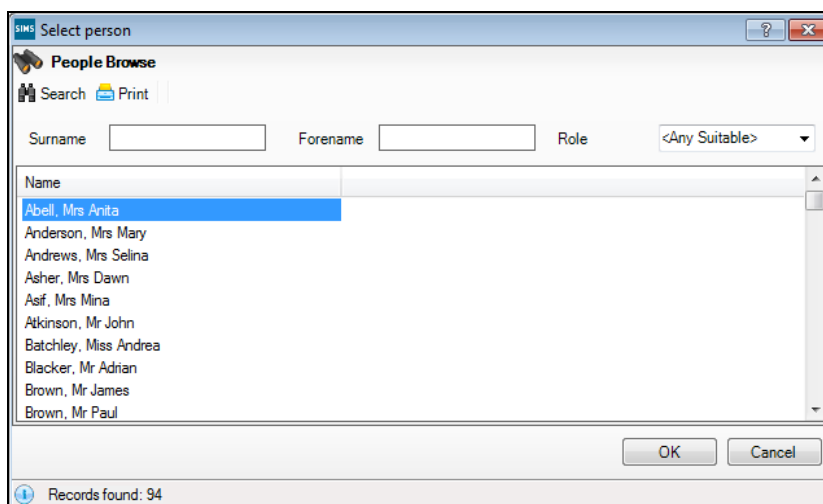 SIMS Select person ?
People Browse
Search Print
Surname Forename Role <Any Suitable>
Name
Abell, Mrs Anita
Anderson, Mrs Mary
Andrews, Mrs Selina
Asher, Mrs Dawn
Asif, Mrs Mina
Atkinson, Mr John
Batchley, Miss Andrea
Blacker, Mr Adrian
Brown, Mr James
Brown, Mr Paul
OK Cancel
Records found: 94